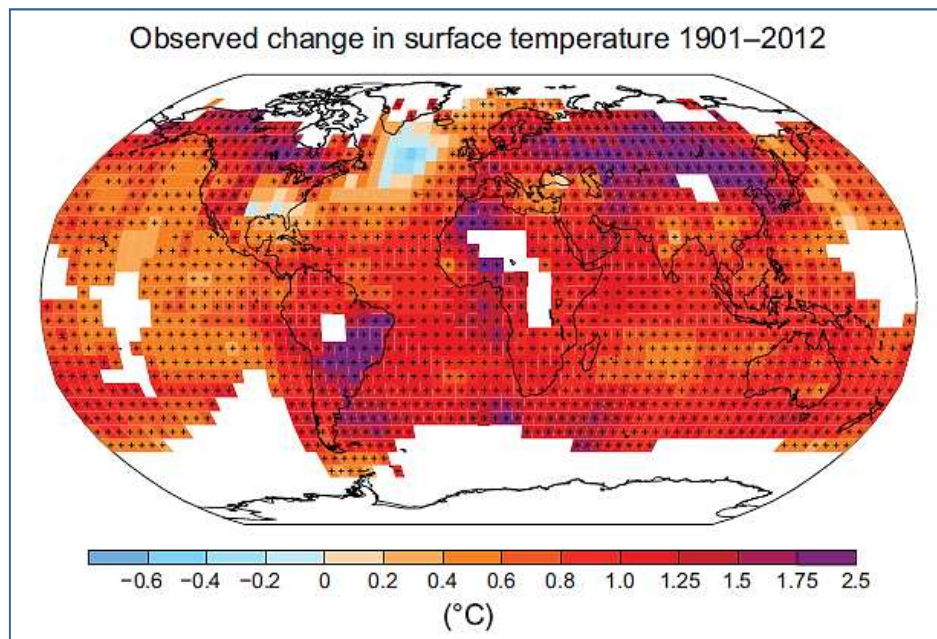 Observed change in surface temperature 1901–2012
−0.6 −0.4 −0.2 0 0.2 0.4 0.6 0.8 1.0 1.25 1.5 1.75 2.5
(°C)